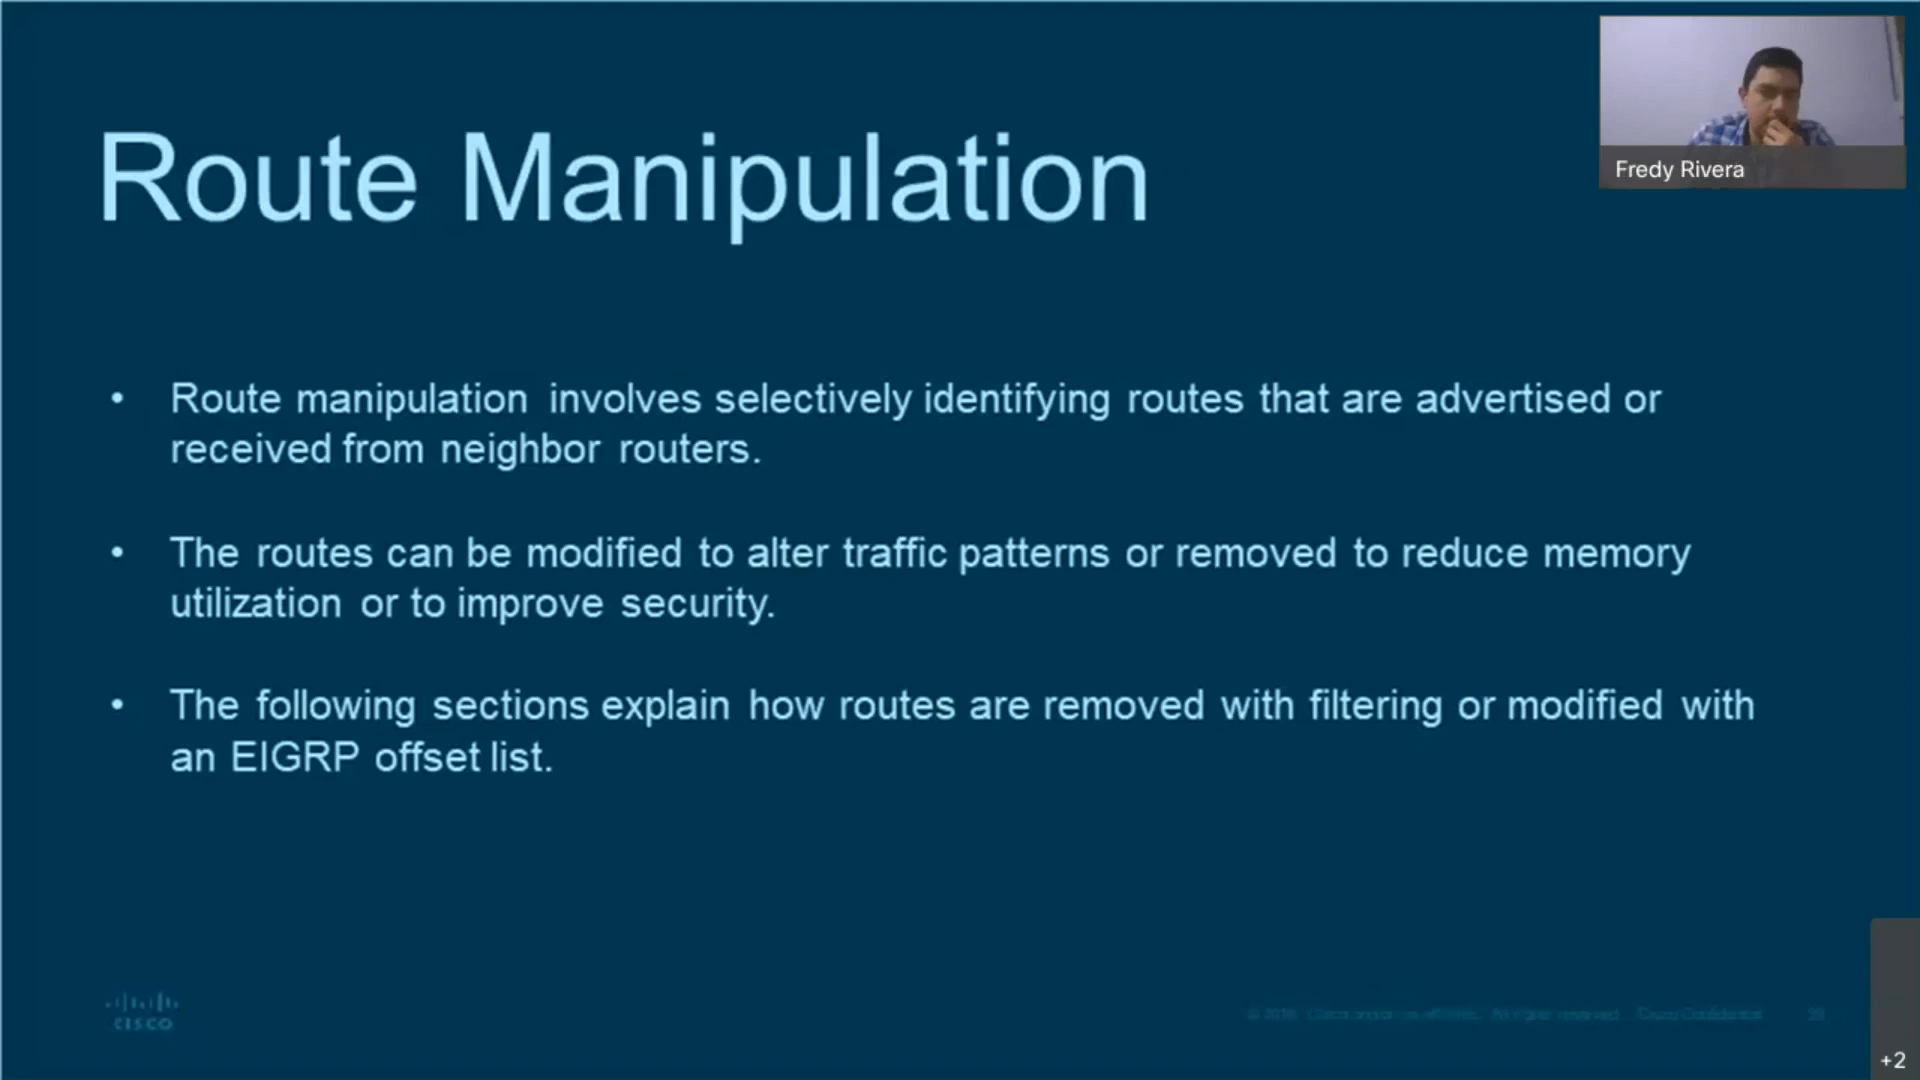 Route Manipulation
Fredy Rivera
• Route manipulation involves selectively identifying routes that are advertised or
received from neighbor routers.
• The routes can be modified to alter traffic patterns or removed to reduce memory
utilization or to improve security.
• The following sections explain how routes are removed with filtering or modified with
an EIGRP offset list.
CISCO
+2